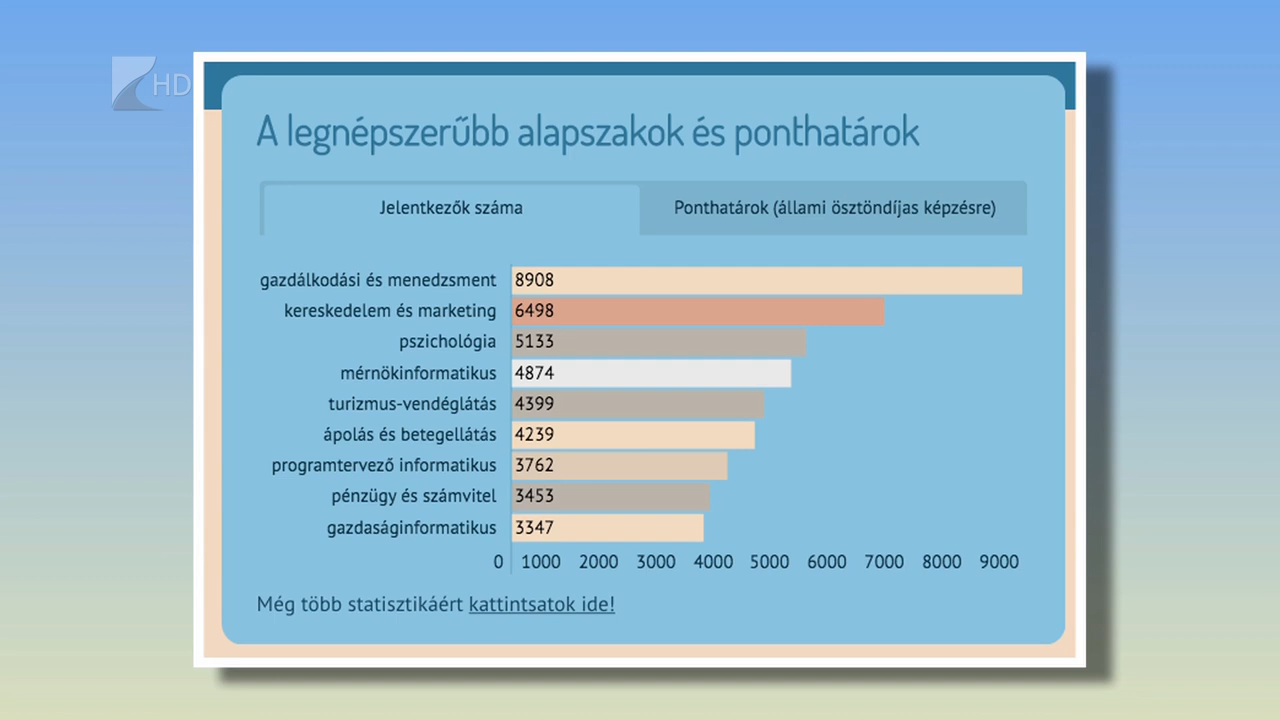 HD
A legnépszerűbb alapszakok és ponthatárok
Jelentkezők száma
Ponthatárok (állami ösztöndíjas képzésre)
gazdálkodási és menedzsment 8908
kereskedelem és marketing 6498
pszichológia 5133
mérnökinformatikus 4874
turizmus-vendéglátás 4399
ápolás és betegellátás 4239
programtervező informatikus 3762
pénzügy és számvitel 3453
gazdaságinformatikus 3347
0 1000 2000 3000 4000 5000 6000 7000 8000 9000
Még több statisztikáért kattintsatok ide!